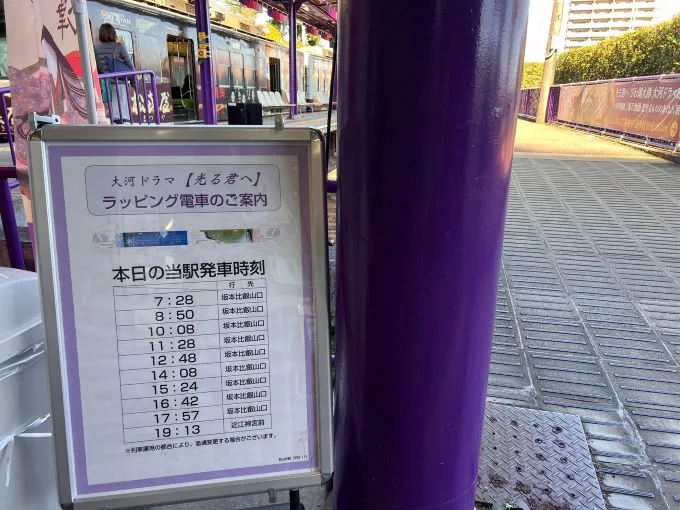 大河ドラマ【光る君へ】
ラッピング電車のご案内
本日の当駅発車時刻
行 先
7：28 坂本比叡山口
8：50 坂本比叡山口
10：08 坂本比叡山口
11：28 坂本比叡山口
12：48 坂本比叡山口
14：08 坂本比叡山口
15：24 坂本比叡山口
16：42 坂本比叡山口
17：57 坂本比叡山口
19：13 近江神宮前
※列車運用の都合により、急遽変更する場合がございます。